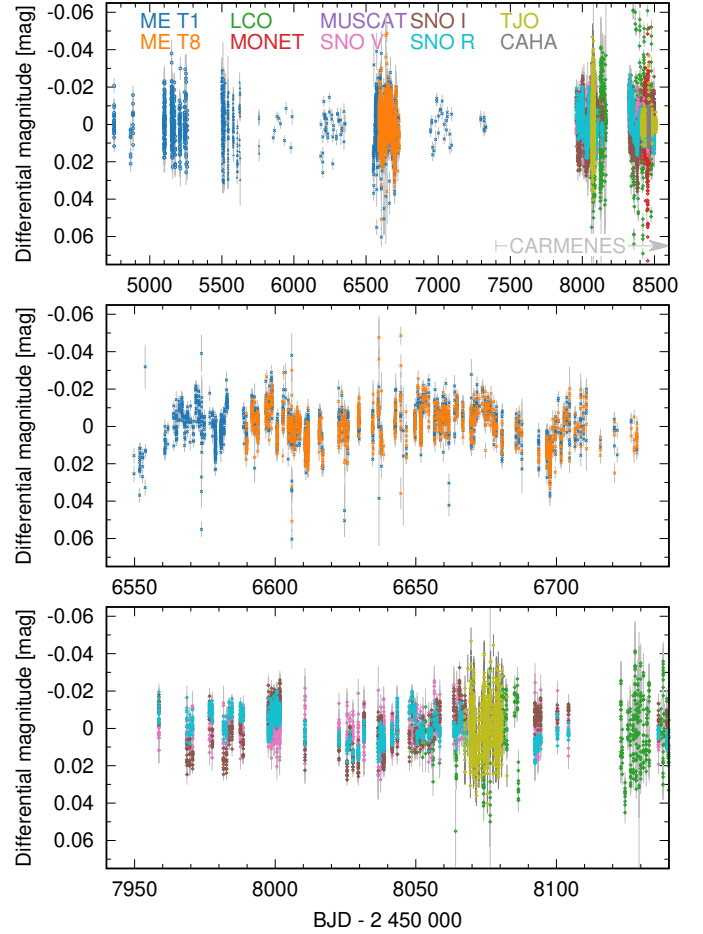 -0.06
ME T1 LCO MUSCAT SNO I TJO
ME T8 MONET SNO V SNO R CAHA
-0.04
-0.02
0
0.02
0.04
0.06
Differential magnitude [mag]
CARMENES
5000 5500 6000 6500 7000 7500 8000 8500
-0.06
-0.04
-0.02
0
0.02
0.04
0.06
Differential magnitude [mag]
6550 6600 6650 6700
-0.06
-0.04
-0.02
0
0.02
0.04
0.06
Differential magnitude [mag]
7950 8000 8050 8100
BJD - 2 450 000